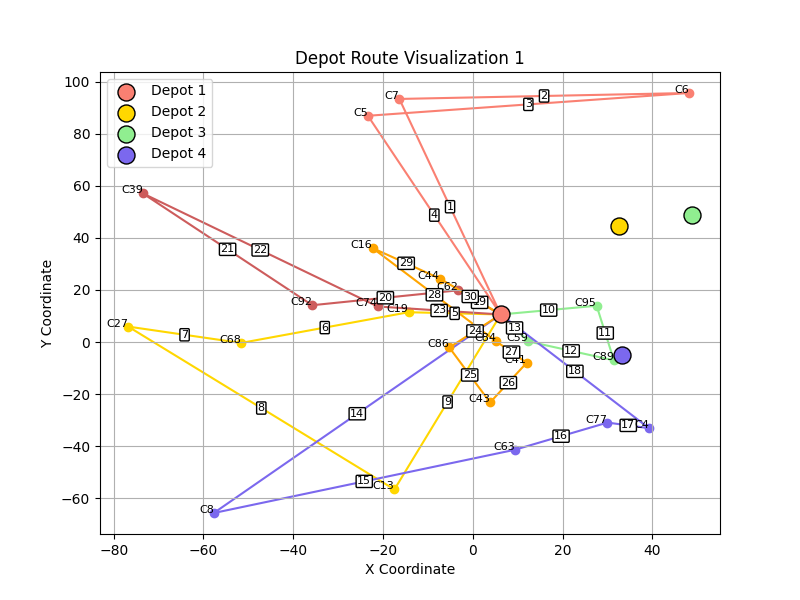 Depot Route Visualization 1
Depot 1
Depot 2
Depot 3
Depot 4
Y Coordinate
100
80
60
40
20
0
−20
−40
−60
−80
−60
−40
−20
0
20
40
X Coordinate
C7
C6
2
3
C5
1
4
C39
21
22
C16
29
C44
C62
20
28
30
19
C92
C74
23
C19
5
10
C95
C27
7
C68
6
24
13
C84
C59
11
C86
27
12
C89
C41
25
26
18
8
9
C43
14
C77
17
C4
16
C63
15
C13
C8